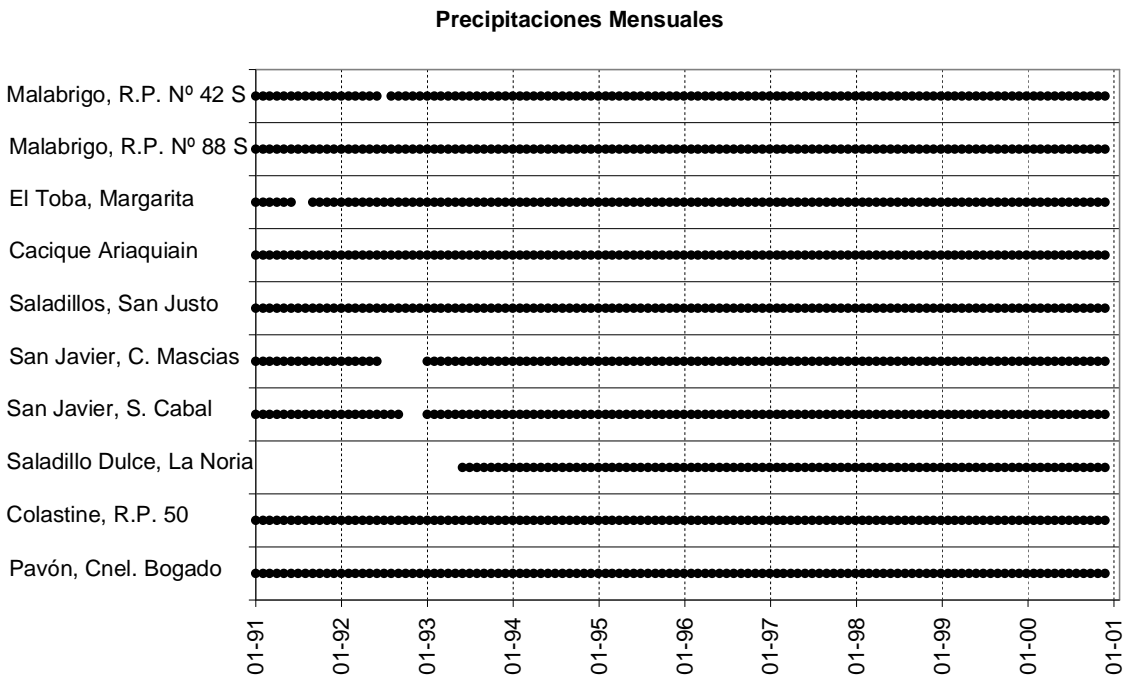 Precipitaciones Mensuales
Malabrigo, R.P. Nº 42 S
Malabrigo, R.P. Nº 88 S
El Toba, Margarita
Cacique Ariaquiain
Saladillos, San Justo
San Javier, C. Mascias
San Javier, S. Cabal
Saladillo Dulce, La Noria
Colastine, R.P. 50
Pavón, Cnel. Bogado
01-91
01-92
01-93
01-94
01-95
01-96
01-97
01-98
01-99
01-00
01-01